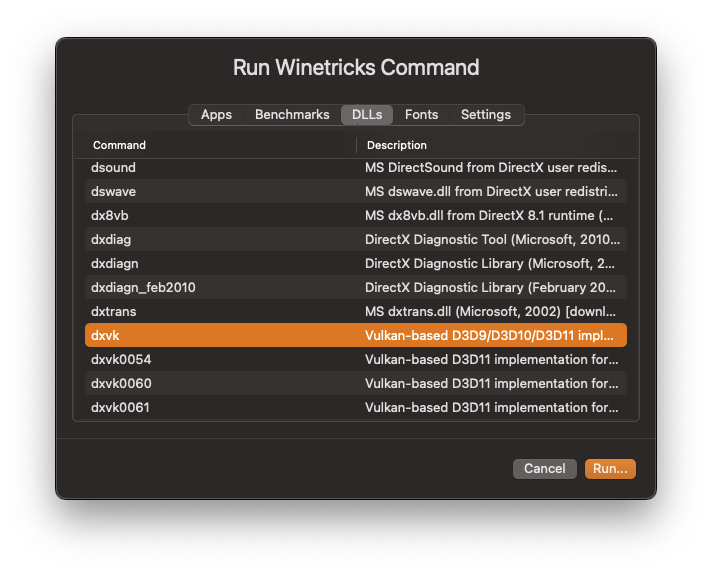 Run Winetricks Command
Apps Benchmarks DLLs Fonts Settings
Command Description
dsound MS DirectSound from DirectX user redis...
dswave MS dswave.dll from DirectX user redistri...
dx8vb MS dx8vb.dll from DirectX 8.1 runtime (...
dxdiag DirectX Diagnostic Tool (Microsoft, 2010...
dxdiagn DirectX Diagnostic Library (Microsoft, 2...
dxdiagn_feb2010 DirectX Diagnostic Library (February 20...
dxtrans MS dxtrans.dll (Microsoft, 2002) [downl...
dxvk Vulkan-based D3D9/D3D10/D3D11 impl...
dxvk0054 Vulkan-based D3D11 implementation for...
dxvk0060 Vulkan-based D3D11 implementation for...
dxvk0061 Vulkan-based D3D11 implementation for...
Cancel Run...